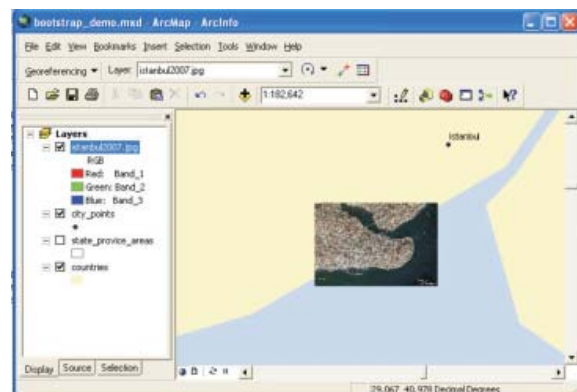 bootstrap_demo.mxd - ArcMap - ArcInfo
File Edit View Bookmarks Insert Selection Tools Window Help
Georeferencing Layer: istanbul2007.jpg
1:182,642
Layers
istanbul2007.jpg
RGB
Red: Band_1
Green: Band_2
Blue: Band_3
city_points
state_provice_areas
countries
Istanbul
Display Source Selection
29.067 40.978 Decimal Degrees